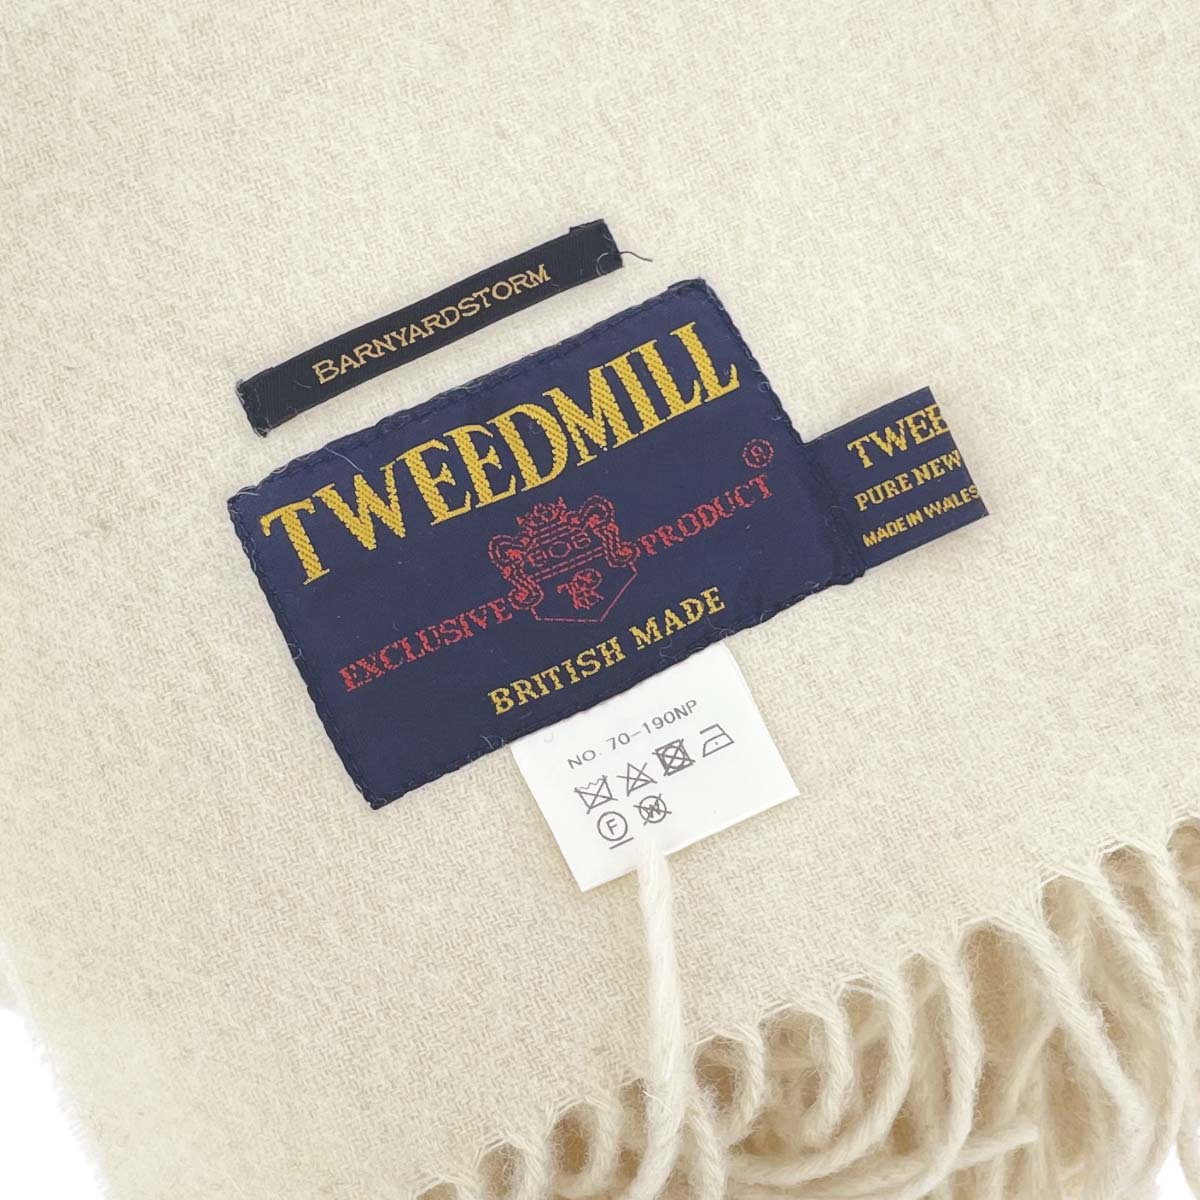 BARNYARDSTORM
TWEEDMILL
®
EXCLUSIVE PRODUCT
BRITISH MADE
TWEE
PURE NEW
MADE IN WALES
NO. 70-190NP
F
W